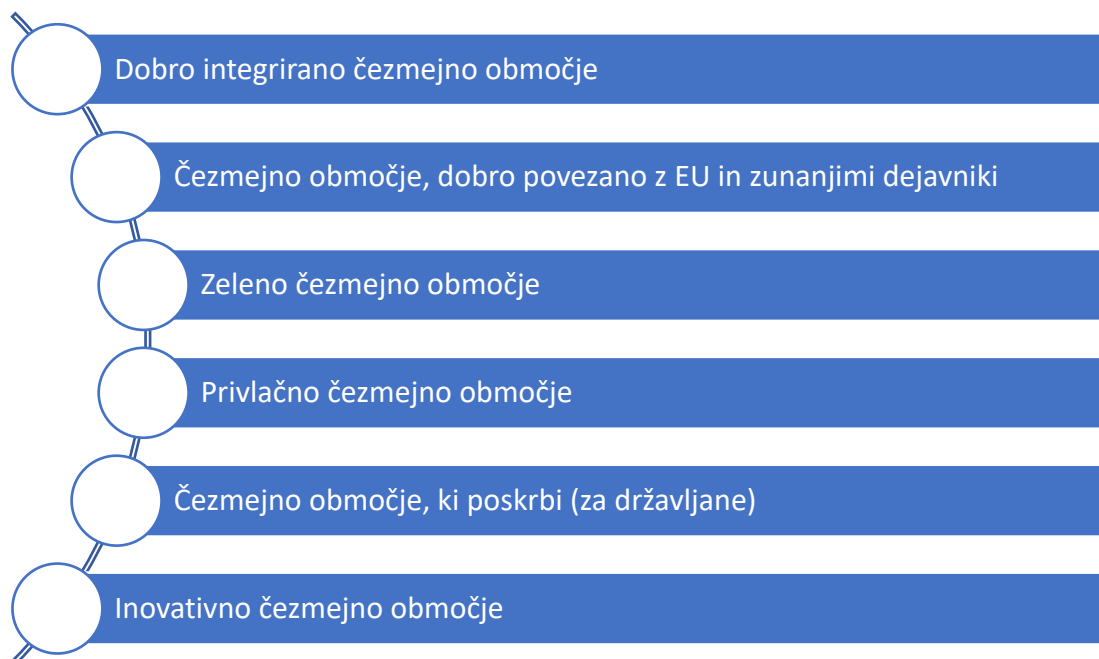 Dobro integrirano čezmejno območje
Čezmejno območje, dobro povezano z EU in zunanjimi dejavniki
Zeleno čezmejno območje
Privlačno čezmejno območje
Čezmejno območje, ki poskrbi (za državljane)
Inovativno čezmejno območje